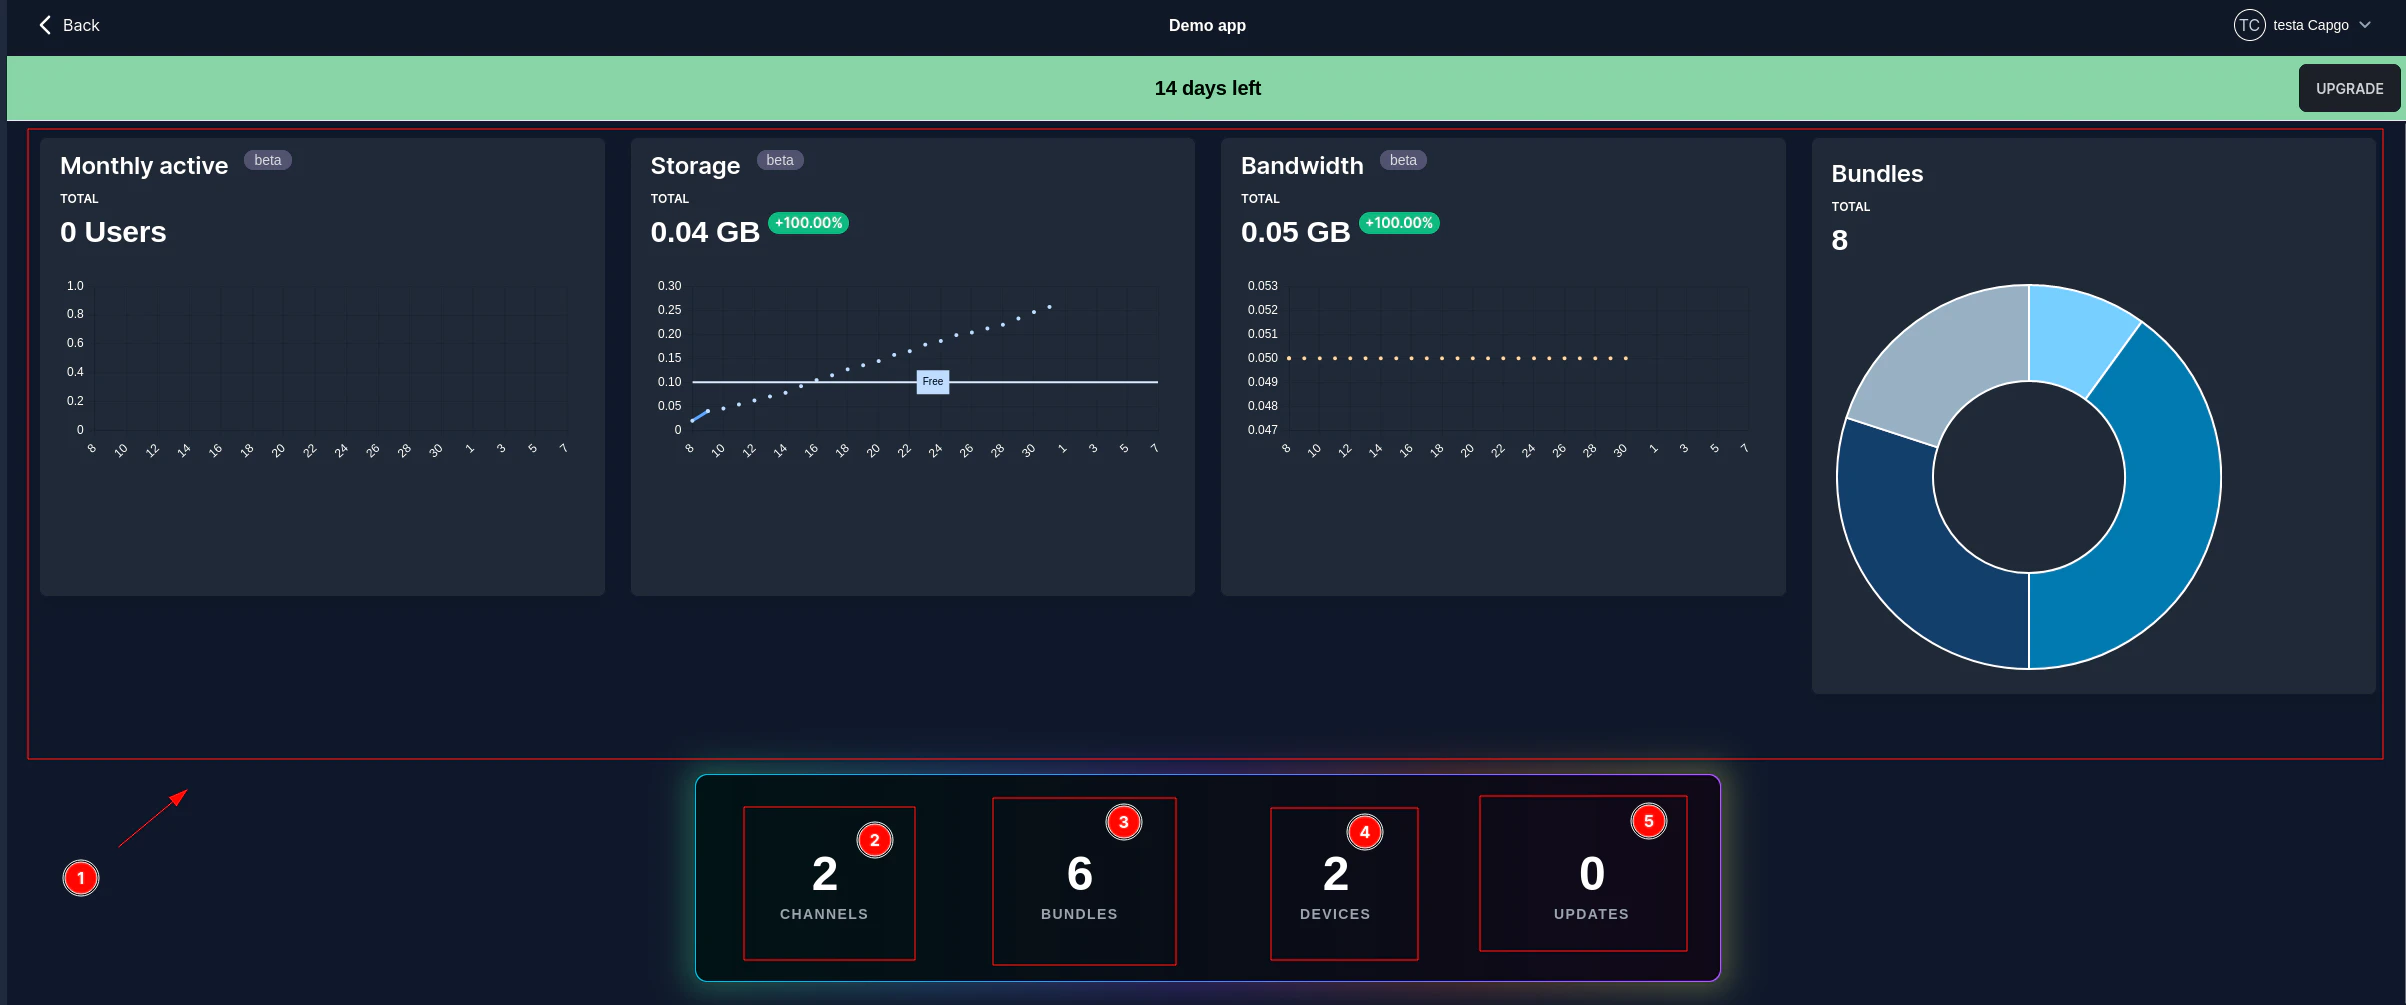 Back
Demo app
TC testa Capgo
14 days left
UPGRADE
Monthly active beta
TOTAL
0 Users
1.0
0.8
0.6
0.4
0.2
0
8 10 12 14 16 18 20 22 24 26 28 30 1 3 5 7
Storage beta
TOTAL
0.04 GB +100.00%
0.30
0.25
0.20
0.15
0.10
0.05
0
Free
8 10 12 14 16 18 20 22 24 26 28 30 1 3 5 7
Bandwidth beta
TOTAL
0.05 GB +100.00%
0.053
0.052
0.051
0.050
0.049
0.048
0.047
8 10 12 14 16 18 20 22 24 26 28 30 1 3 5 7
Bundles
TOTAL
8
1
2
2
CHANNELS
3
6
BUNDLES
4
2
DEVICES
5
0
UPDATES